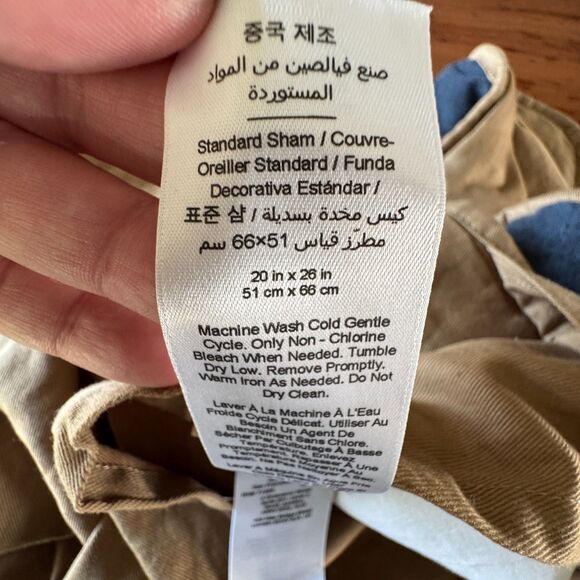 중국 제조
صنع فيالصين من المواد
المستوردة
Standard Sham / Couvre-
Oreiller Standard / Funda
Decorativa Estándar /
표준 샴 / كيس مخدة بسديلة /
مطرّز قياس 51×66 سم
20 in x 26 in
51 cm x 66 cm
Machine Wash Cold Gentle
Cycle. Only Non - Chlorine
Bleach When Needed. Tumble
Dry Low. Remove Promptly.
Warm Iron As Needed. Do Not
Dry Clean.
Laver À La Machine À L'Eau
Froide Cycle Délicat. Utiliser Au
Besoin Un Agent De
Blanchiment Sans Chlore.
Sécher Par Culbutage À Basse
Température. Enlevez